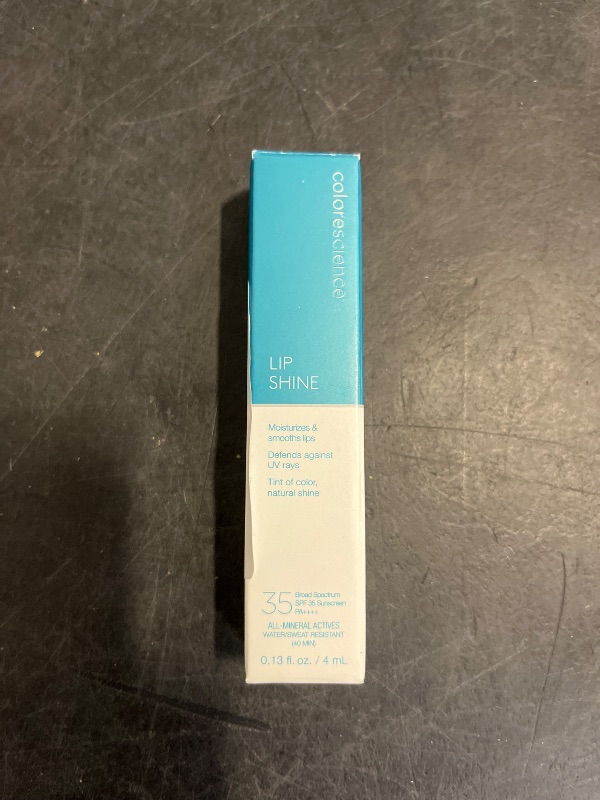 colorescience
LIP
SHINE
Moisturizes &
smooths lips
Defends against
UV rays
Tint of color,
natural shine
35
Broad Spectrum
SPF 35 Sunscreen
PA++++
ALL-MINERAL ACTIVES
WATER/SWEAT RESISTANT
(40 MIN)
0.13 fl. oz. / 4 mL